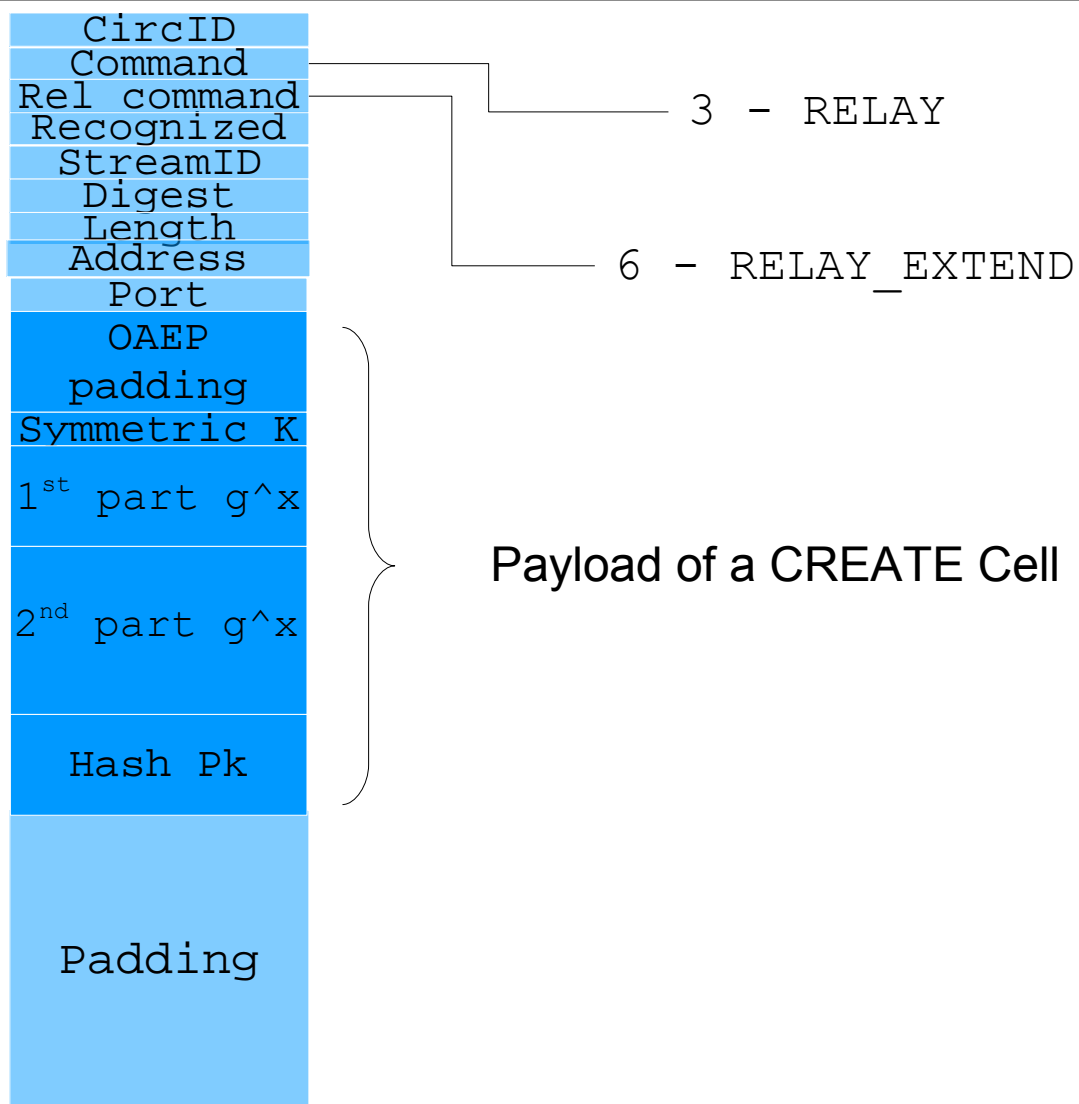 CircID
Command
Rel command
Recognized
StreamID
Digest
Length
Address
Port
OAEP
padding
Symmetric K
1st part g^x
2nd part g^x
Hash Pk
Padding
3 - RELAY
6 - RELAY_EXTEND
Payload of a CREATE Cell